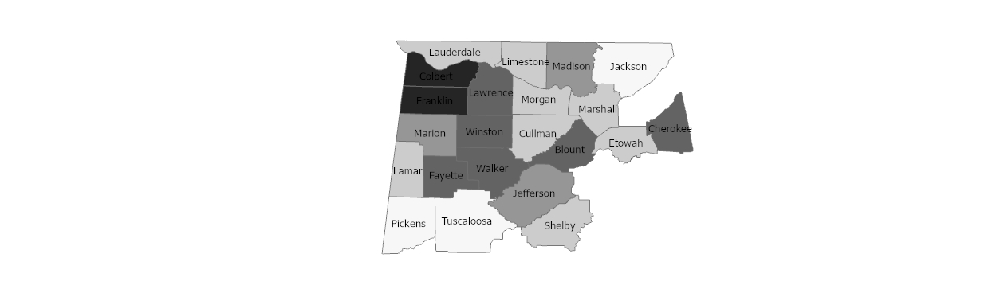 Lauderdale
Limestone
Madison
Jackson
Colbert
Lawrence
Franklin
Morgan
Marshall
Marion
Winston
Cullman
Cherokee
Etowah
Blount
Lamar
Fayette
Walker
Jefferson
Pickens
Tuscaloosa
Shelby